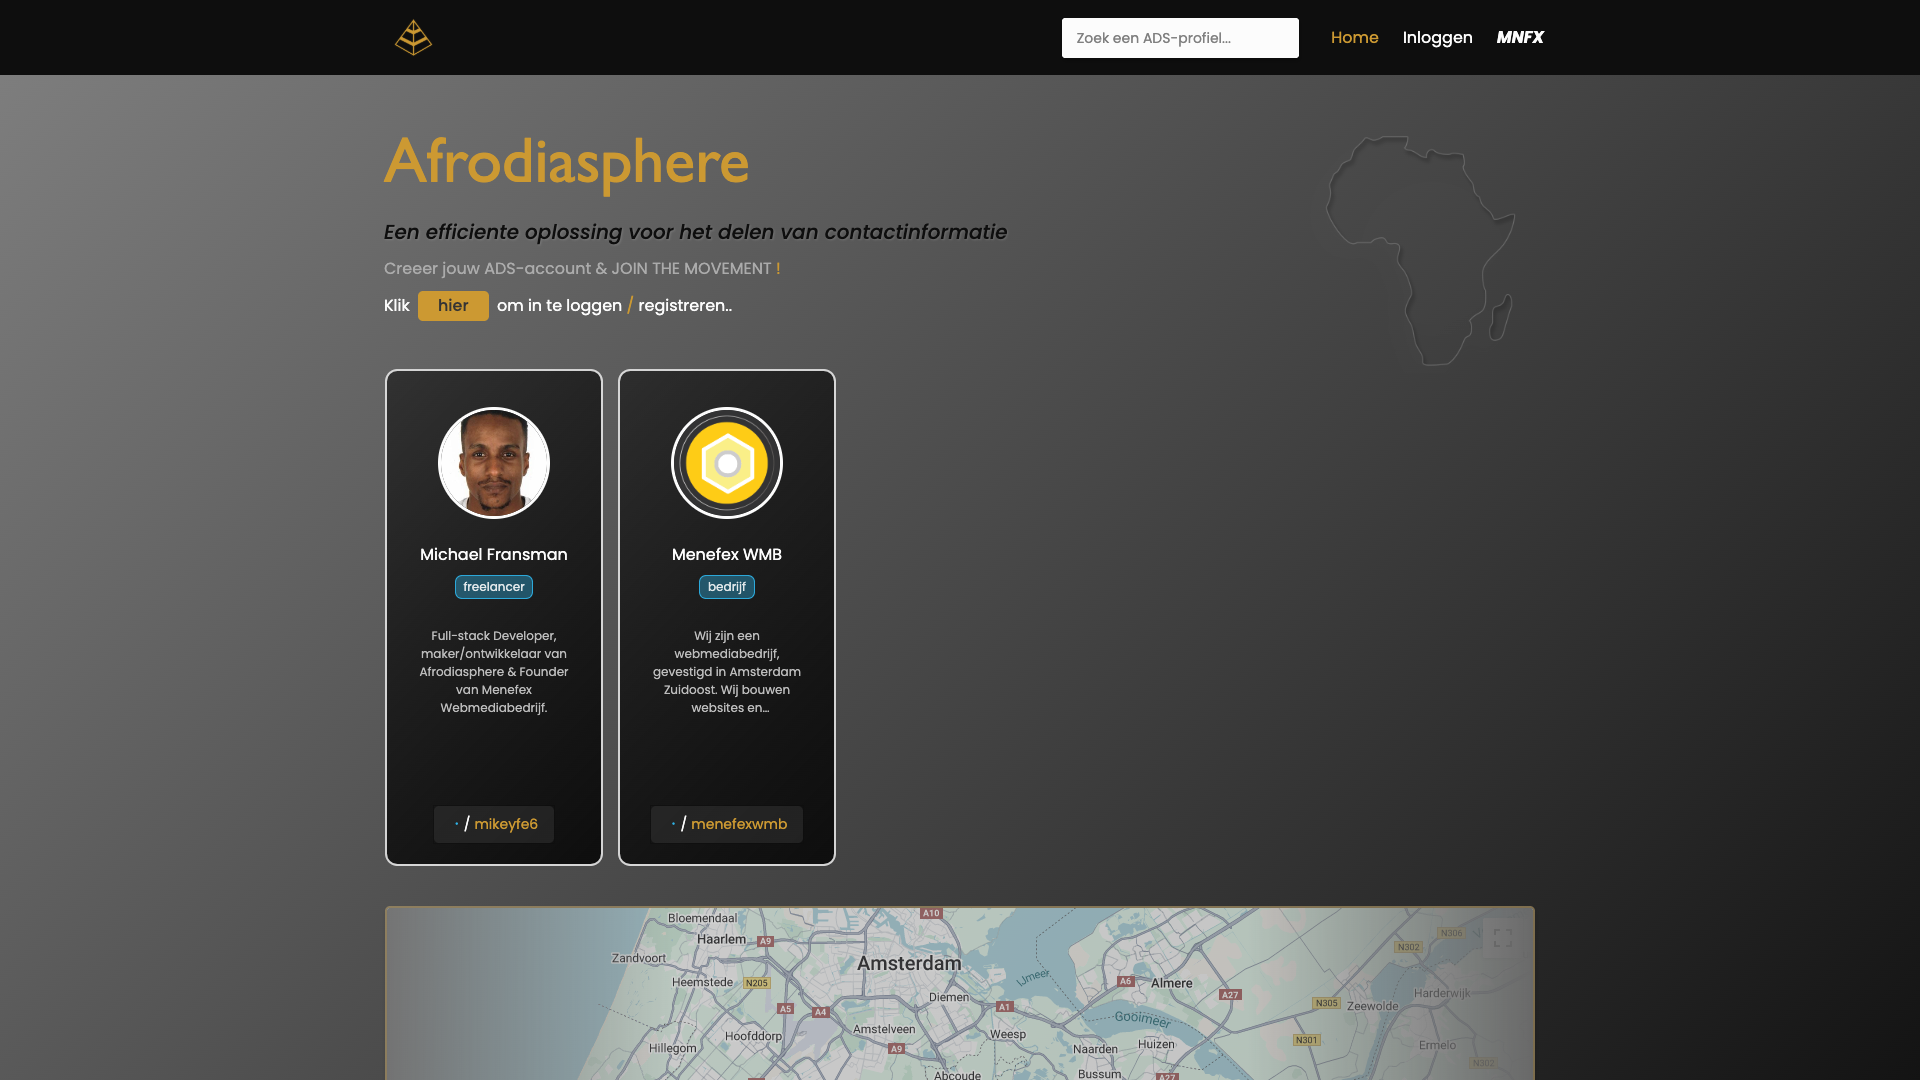 Zoek een ADS-profiel...
Home
Inloggen
MNFX
Afrodiasphere
Een efficiente oplossing voor het delen van contactinformatie
Creeer jouw ADS-account & JOIN THE MOVEMENT !
Klik hier om in te loggen / registreren..
Michael Fransman
freelancer
Full-stack Developer,
maker/ontwikkelaar van
Afrodiasphere & Founder
van Menefex
Webmediabedrijf.
/ mikeyfe6
Menefex WMB
bedrijf
Wij zijn een
webmediabedrijf,
gevestigd in Amsterdam
Zuidoost. Wij bouwen
websites en...
/ menefexwmb
Bloemendaal
A10
N306
Haarlem
A9
N302
Zandvoort
Amsterdam
Heemstede
N205
IJmeer
A6
Almere
Diemen
A27
Harderwijk
A5
A4
A1
N305
Zeewolde
Gooimeer
Hoofddorp
Amstelveen
Weesp
N301
Hillegom
A9
Naarden
Huizen
Ermelo
N302
Abcoude
Bussum
A27